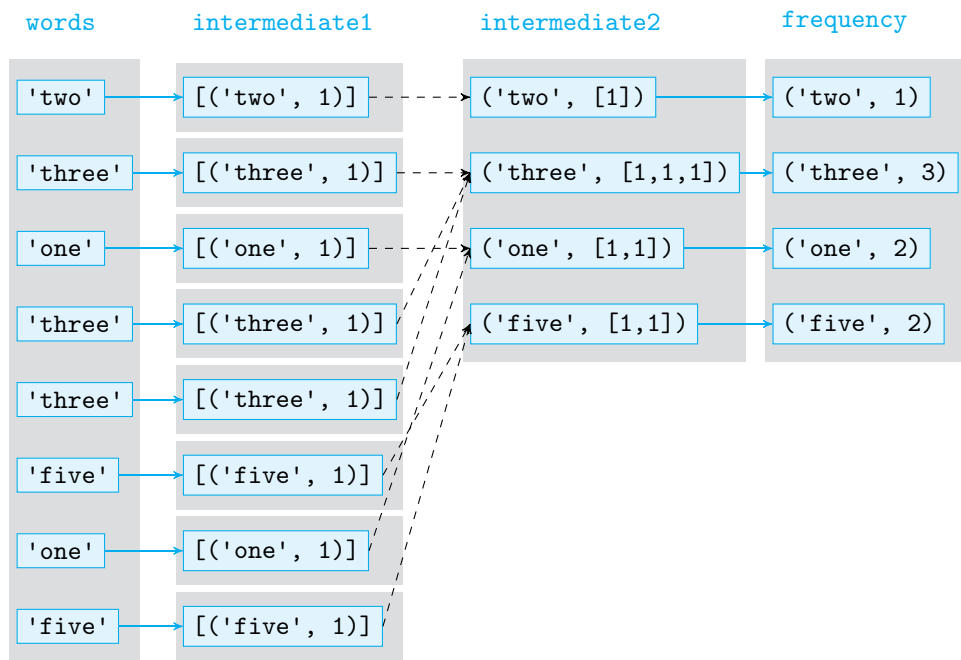 words intermediate1 intermediate2 frequency
'two' [('two', 1)] ('two', [1]) ('two', 1)
'three' [('three', 1)] ('three', [1,1,1]) ('three', 3)
'one' [('one', 1)] ('one', [1,1]) ('one', 2)
'three' [('three', 1)] ('five', [1,1]) ('five', 2)
'three' [('three', 1)]
'five' [('five', 1)]
'one' [('one', 1)]
'five' [('five', 1)]